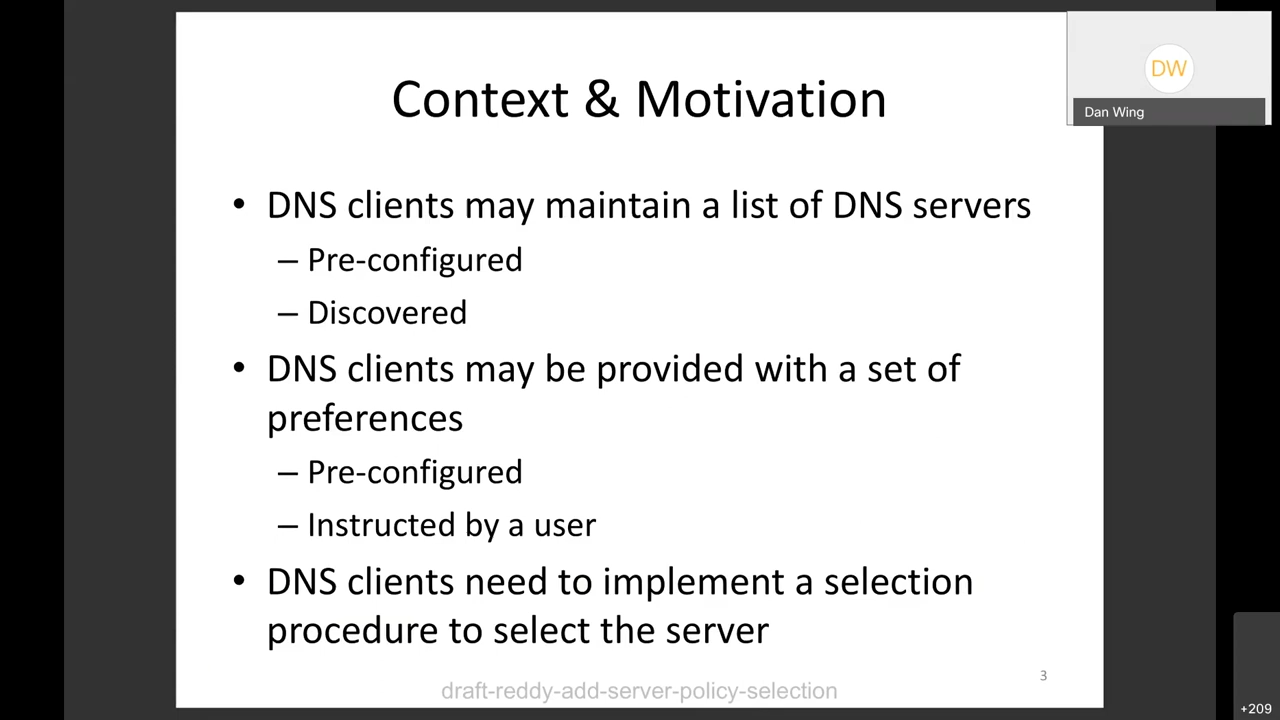 Context & Motivation
DW
Dan Wing
• DNS clients may maintain a list of DNS servers
– Pre-configured
– Discovered
• DNS clients may be provided with a set of
preferences
– Pre-configured
– Instructed by a user
• DNS clients need to implement a selection
procedure to select the server
3
draft-reddy-add-server-policy-selection
+209